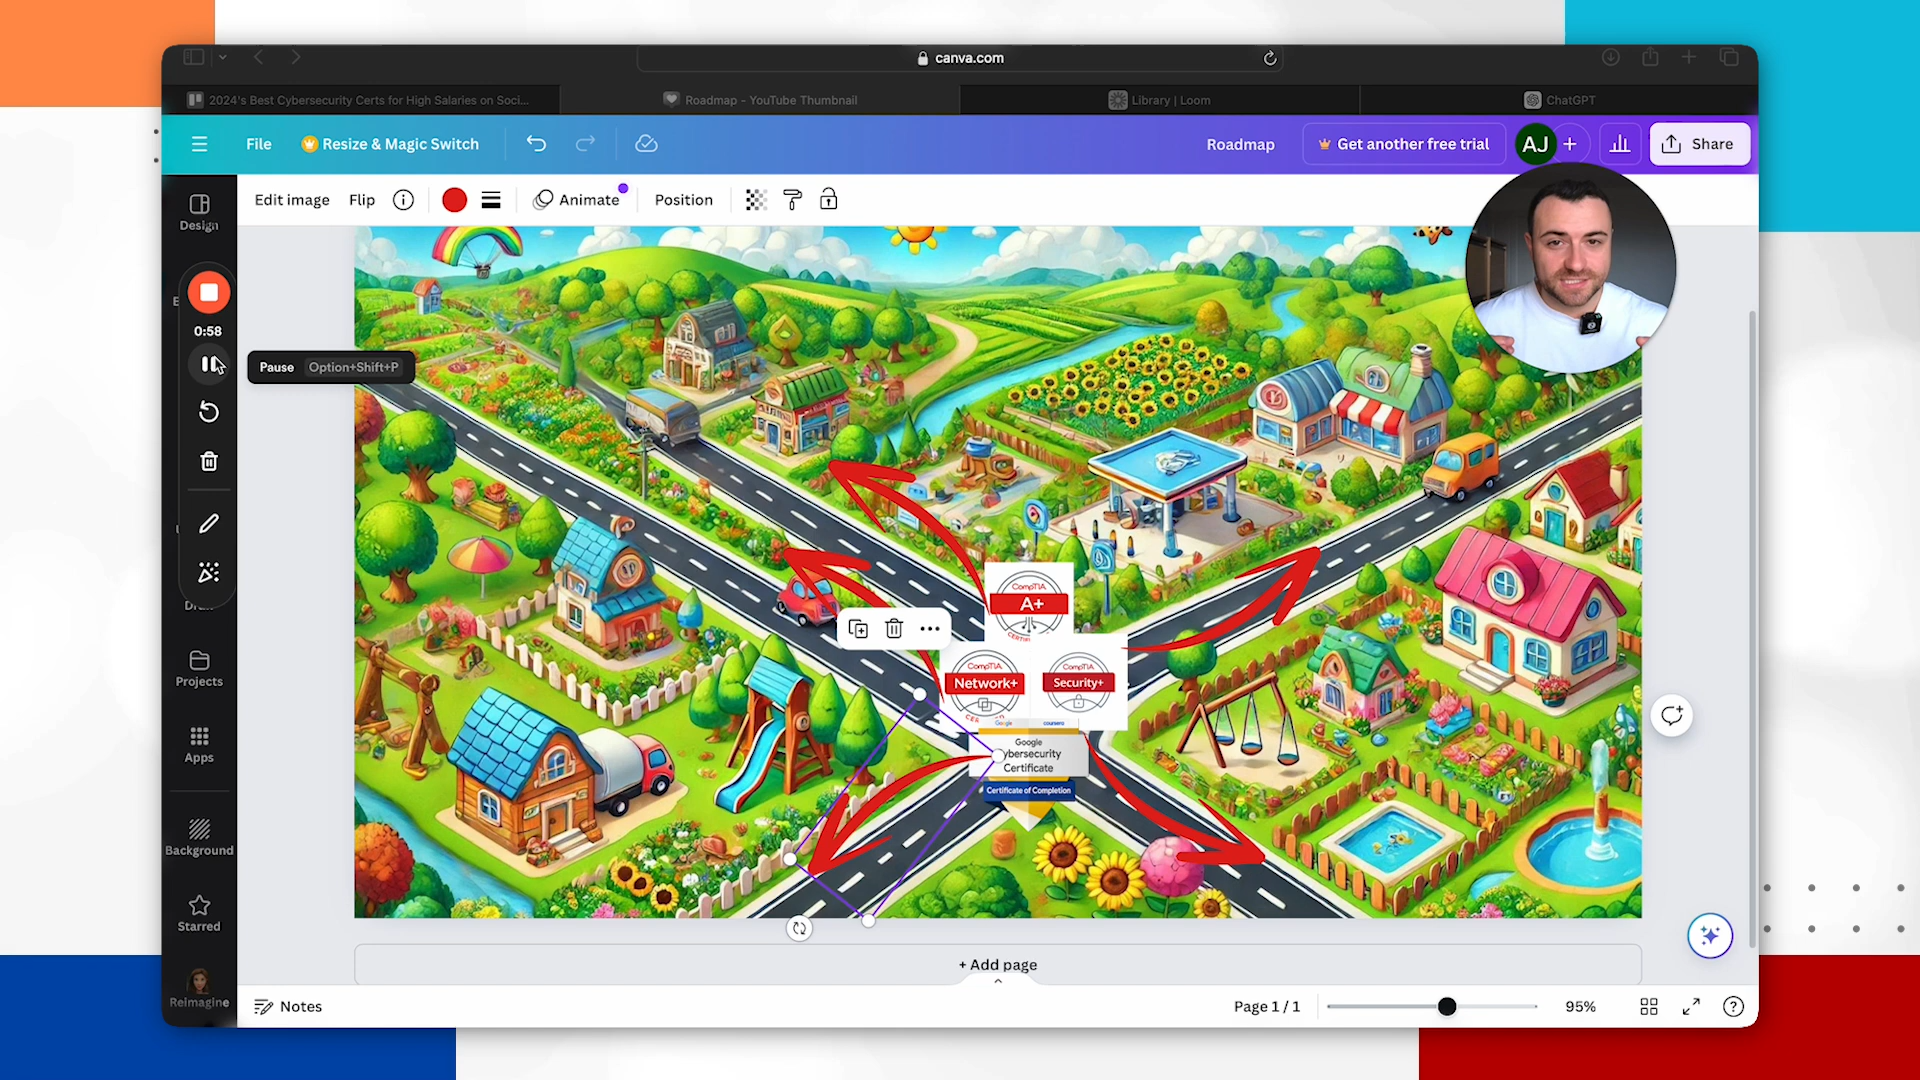 canva.com
2024's Best Cybersecurity Certs for High Salaries on Soci...
Roadmap - YouTube Thumbnail
Library | Loom
ChatGPT
File
Resize & Magic Switch
Roadmap
Get another free trial
AJ
Share
Edit image
Flip
Animate
Position
Design
0:58
Pause Option+Shift+P
Projects
Apps
Background
Starred
Reimagine
CompTIA
A+
CompTIA
Network+
CompTIA
Security+
Google
coursera
Google
ybersecurity
Certificate
Certificate of Completion
+ Add page
Notes
Page 1 / 1
95%